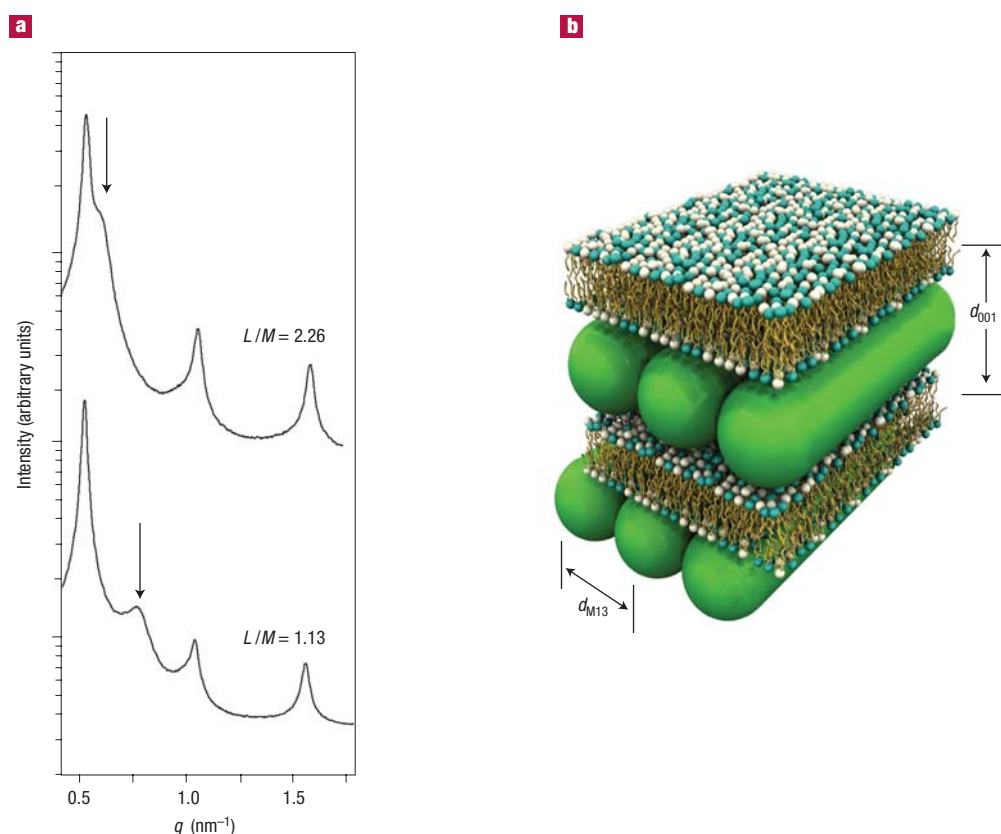 a
Intensity (arbitrary units)
L/M = 2.26
L/M = 1.13
0.5 1.0 1.5
q (nm⁻¹)
b
d001
dM13